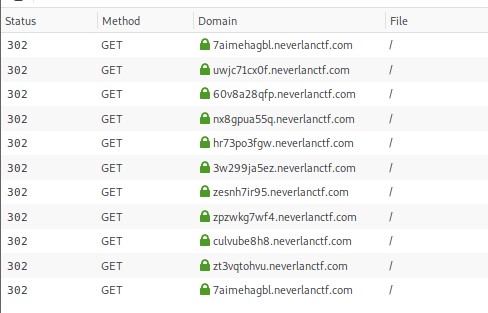 Status Method Domain File
302 GET 7aimehagbl.neverlanctf.com /
302 GET uwjc71cx0f.neverlanctf.com /
302 GET 60v8a28qfp.neverlanctf.com /
302 GET nx8gpua55q.neverlanctf.com /
302 GET hr73po3fgw.neverlanctf.com /
302 GET 3w299ja5ez.neverlanctf.com /
302 GET zesnh7ir95.neverlanctf.com /
302 GET zpzwkg7wf4.neverlanctf.com /
302 GET culvube8h8.neverlanctf.com /
302 GET zt3vqtohvu.neverlanctf.com /
302 GET 7aimehagbl.neverlanctf.com /